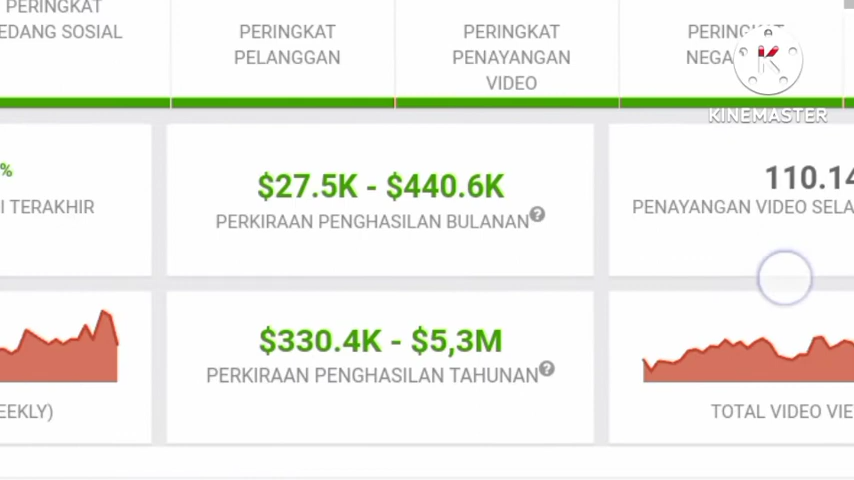 PERINGKAT
EDANG SOSIAL
PERINGKAT
PELANGGAN
PERINGKAT
PENAYANGAN
VIDEO
KINEMASTER
%
I TERAKHIR
$27.5K - $440.6K
PERKIRAAN PENGHASILAN BULANAN?
110.14
PENAYANGAN VIDEO SELA
$330.4K - $5,3M
PERKIRAAN PENGHASILAN TAHUNAN?
EEKLY)
TOTAL VIDEO VIE